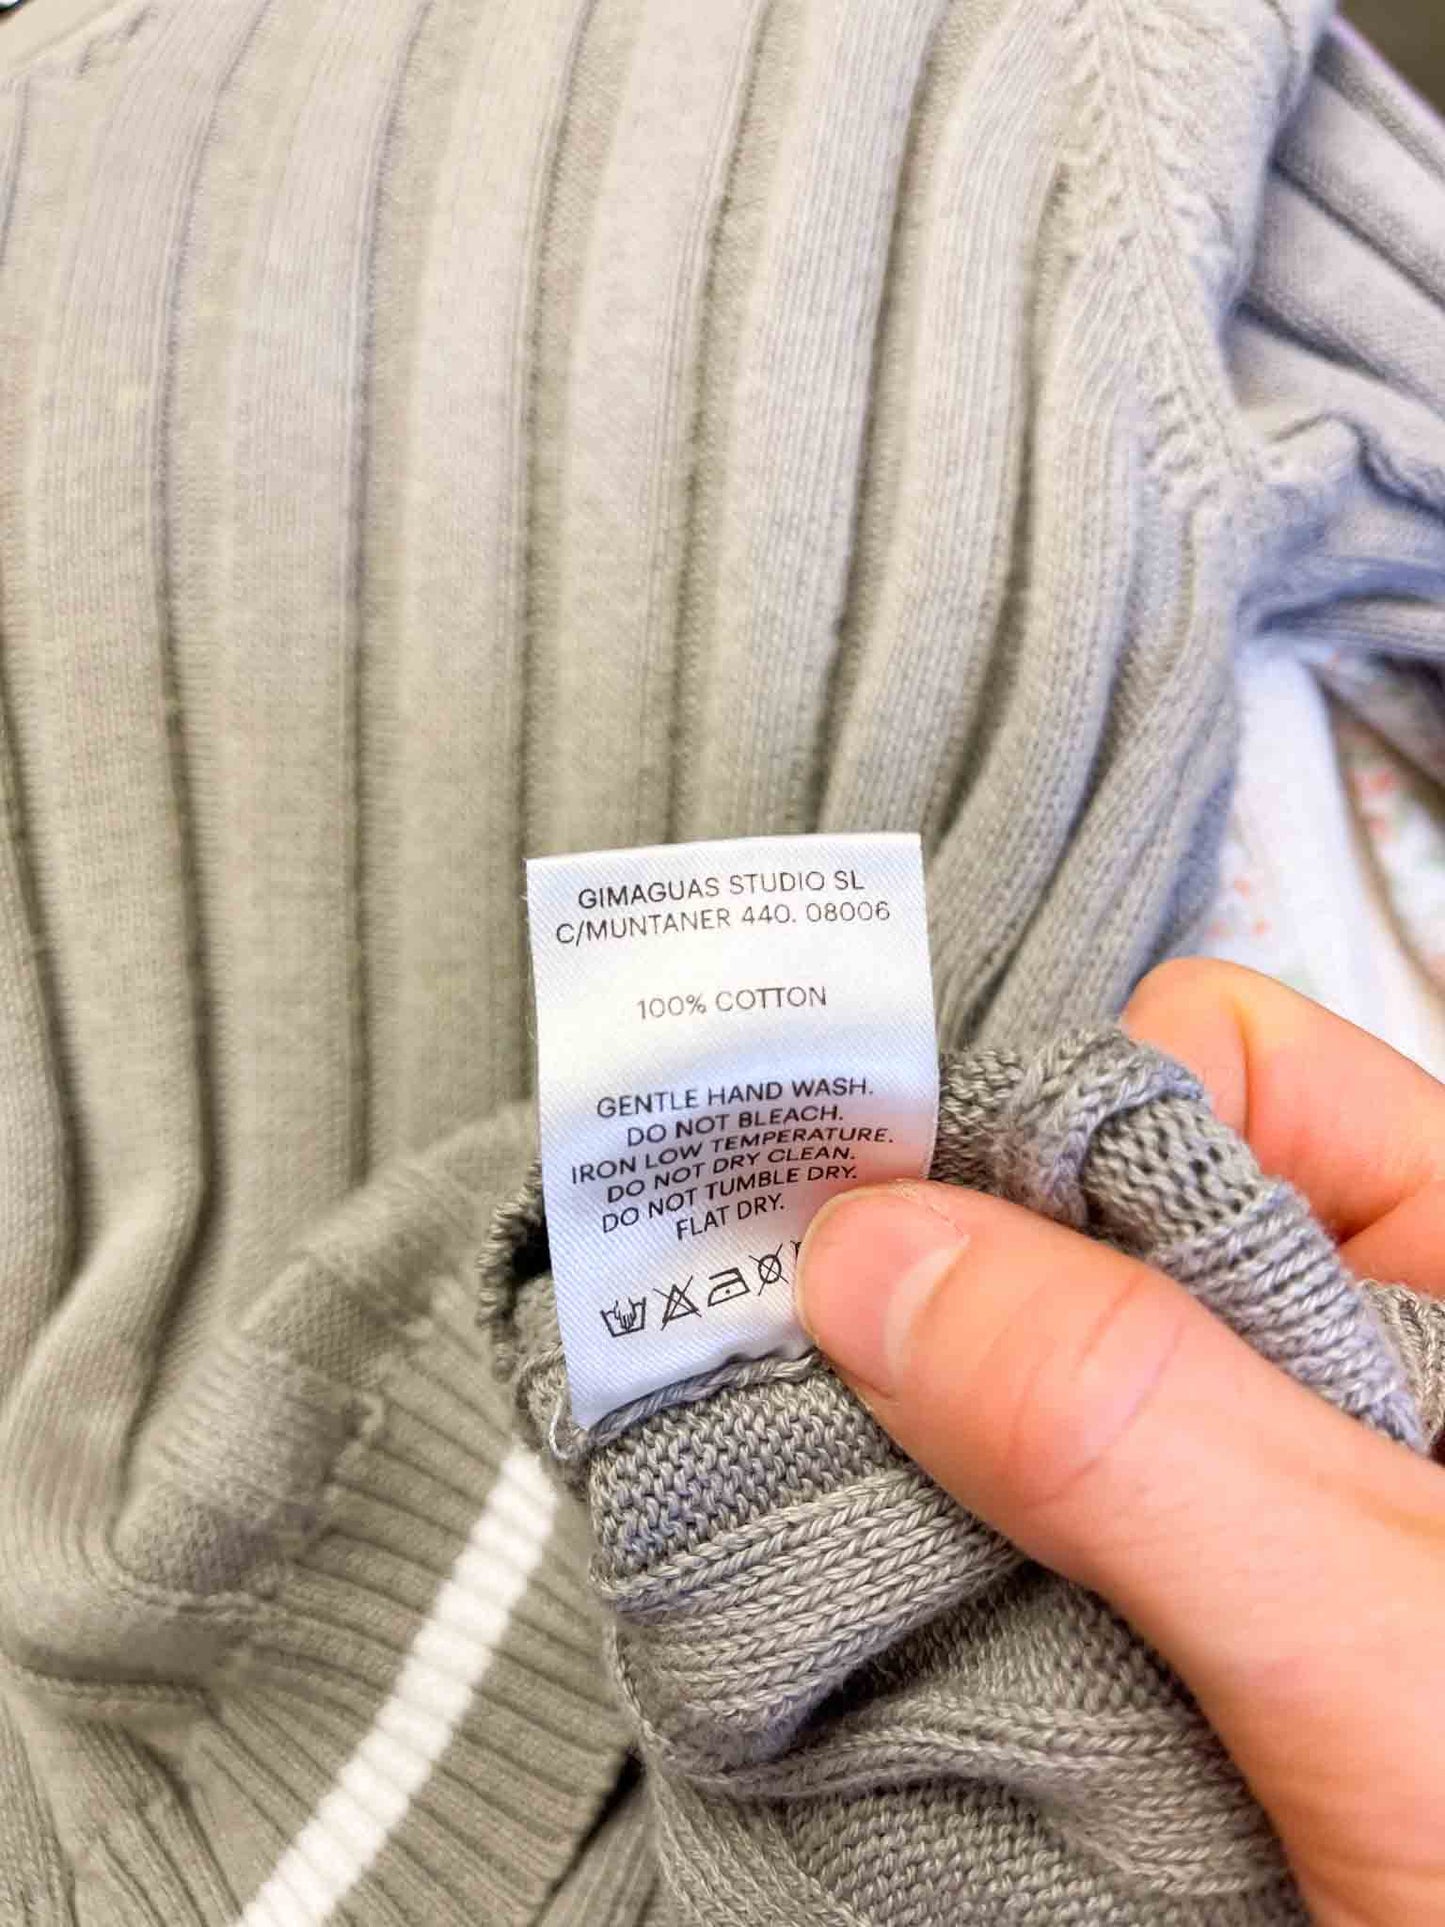 GIMAGUAS STUDIO SL
C/MUNTANER 440. 08006
100% COTTON
GENTLE HAND WASH.
DO NOT BLEACH.
IRON LOW TEMPERATURE.
DO NOT DRY CLEAN.
DO NOT TUMBLE DRY.
FLAT DRY.